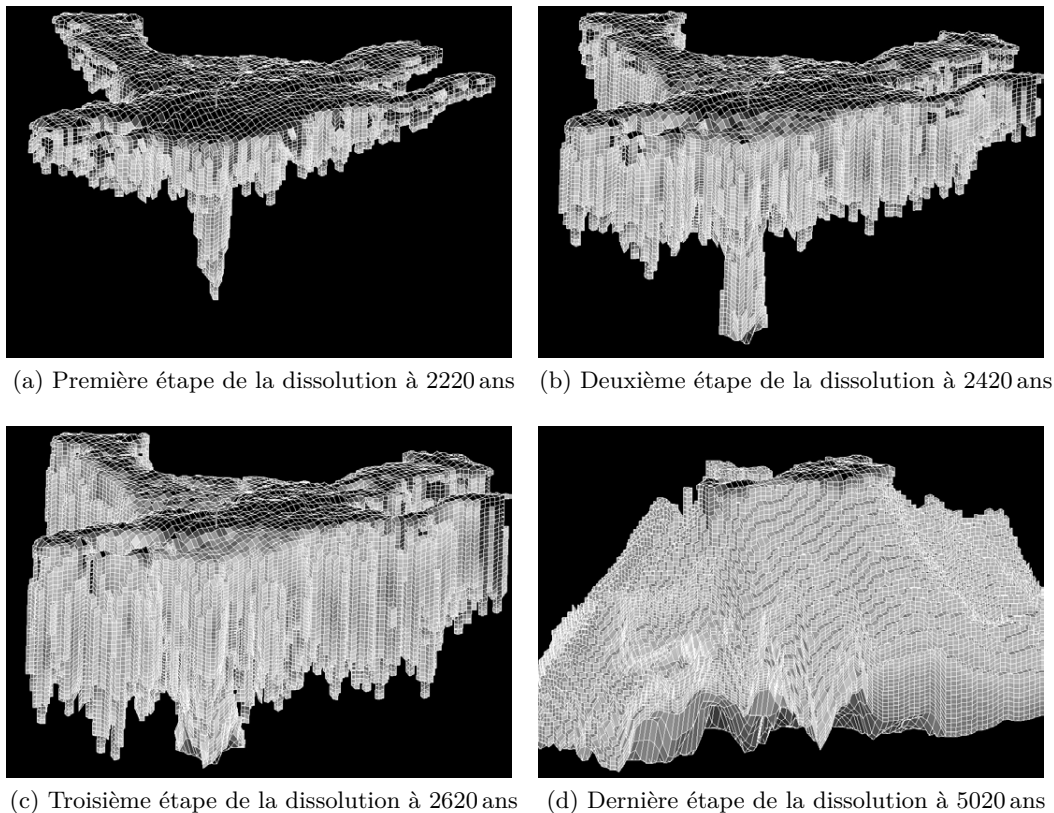 (a) Première étape de la dissolution à 2220 ans
(b) Deuxième étape de la dissolution à 2420 ans
(c) Troisième étape de la dissolution à 2620 ans
(d) Dernière étape de la dissolution à 5020 ans